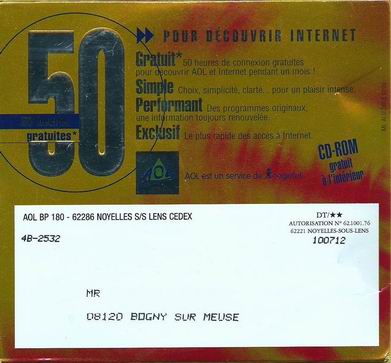 50
gratuites*
POUR DÉCOUVRIR INTERNET
Gratuit* 50 heures de connexion gratuites
pour découvrir AOL et Internet pendant un mois !
Simple Choix, simplicité, clarté... pour un plaisir intense.
Performant Des programmes originaux,
une information toujours renouvelée.
Exclusif Le plus rapide des accès à Internet.
CD-ROM
gratuit
à l'intérieur
AOL
AOL est un service de
AOL BP 180 - 62286 NOYELLES S/S LENS CEDEX
DT/★★
AUTORISATION N° 62.1001.76
62221 NOYELLES-SOUS-LENS
4B-2532
100712
MR
08120 BOGNY SUR MEUSE